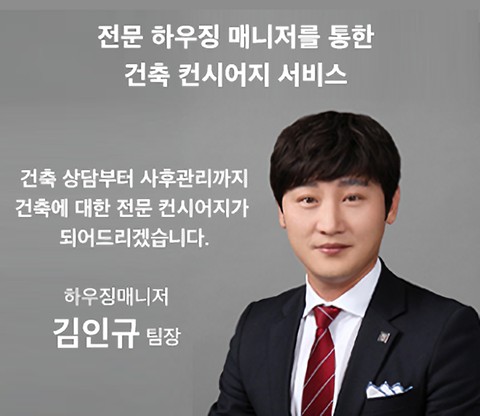 전문 하우징 매니저를 통한
건축 컨시어지 서비스
건축 상담부터 사후관리까지
건축에 대한 전문 컨시어지가
되어드리겠습니다.
하우징매니저
김인규 팀장